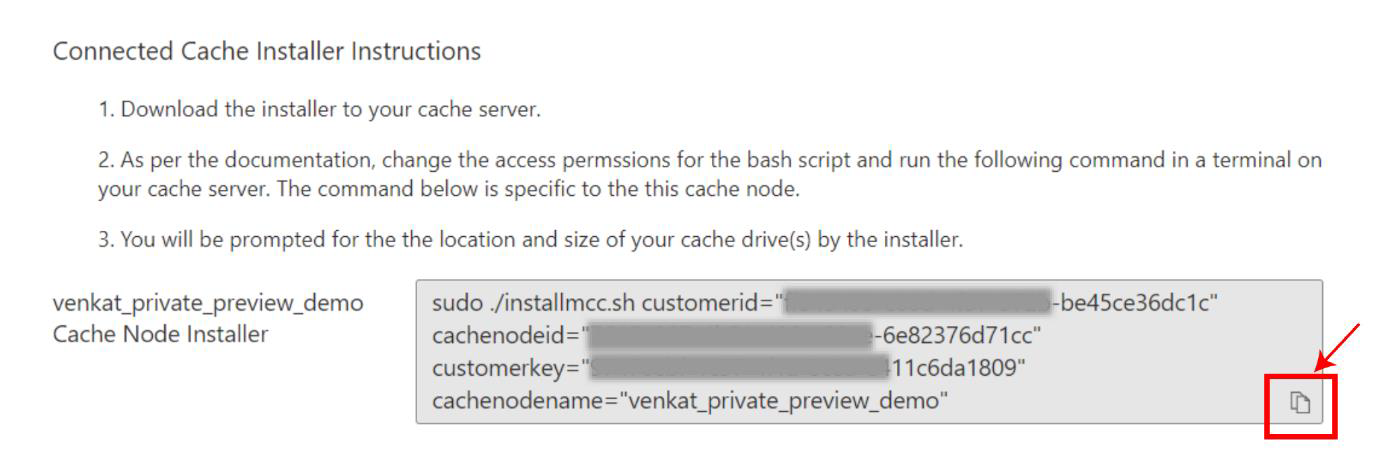 Connected Cache Installer Instructions
1. Download the installer to your cache server.
2. As per the documentation, change the access permssions for the bash script and run the following command in a terminal on
your cache server. The command below is specific to the this cache node.
3. You will be prompted for the the location and size of your cache drive(s) by the installer.
venkat_private_preview_demo
Cache Node Installer
sudo ./installmcc.sh customerid=" -be45ce36dc1c"
cachenodeid=" -6e82376d71cc"
customerkey=" 411c6da1809"
cachenodename="venkat_private_preview_demo"